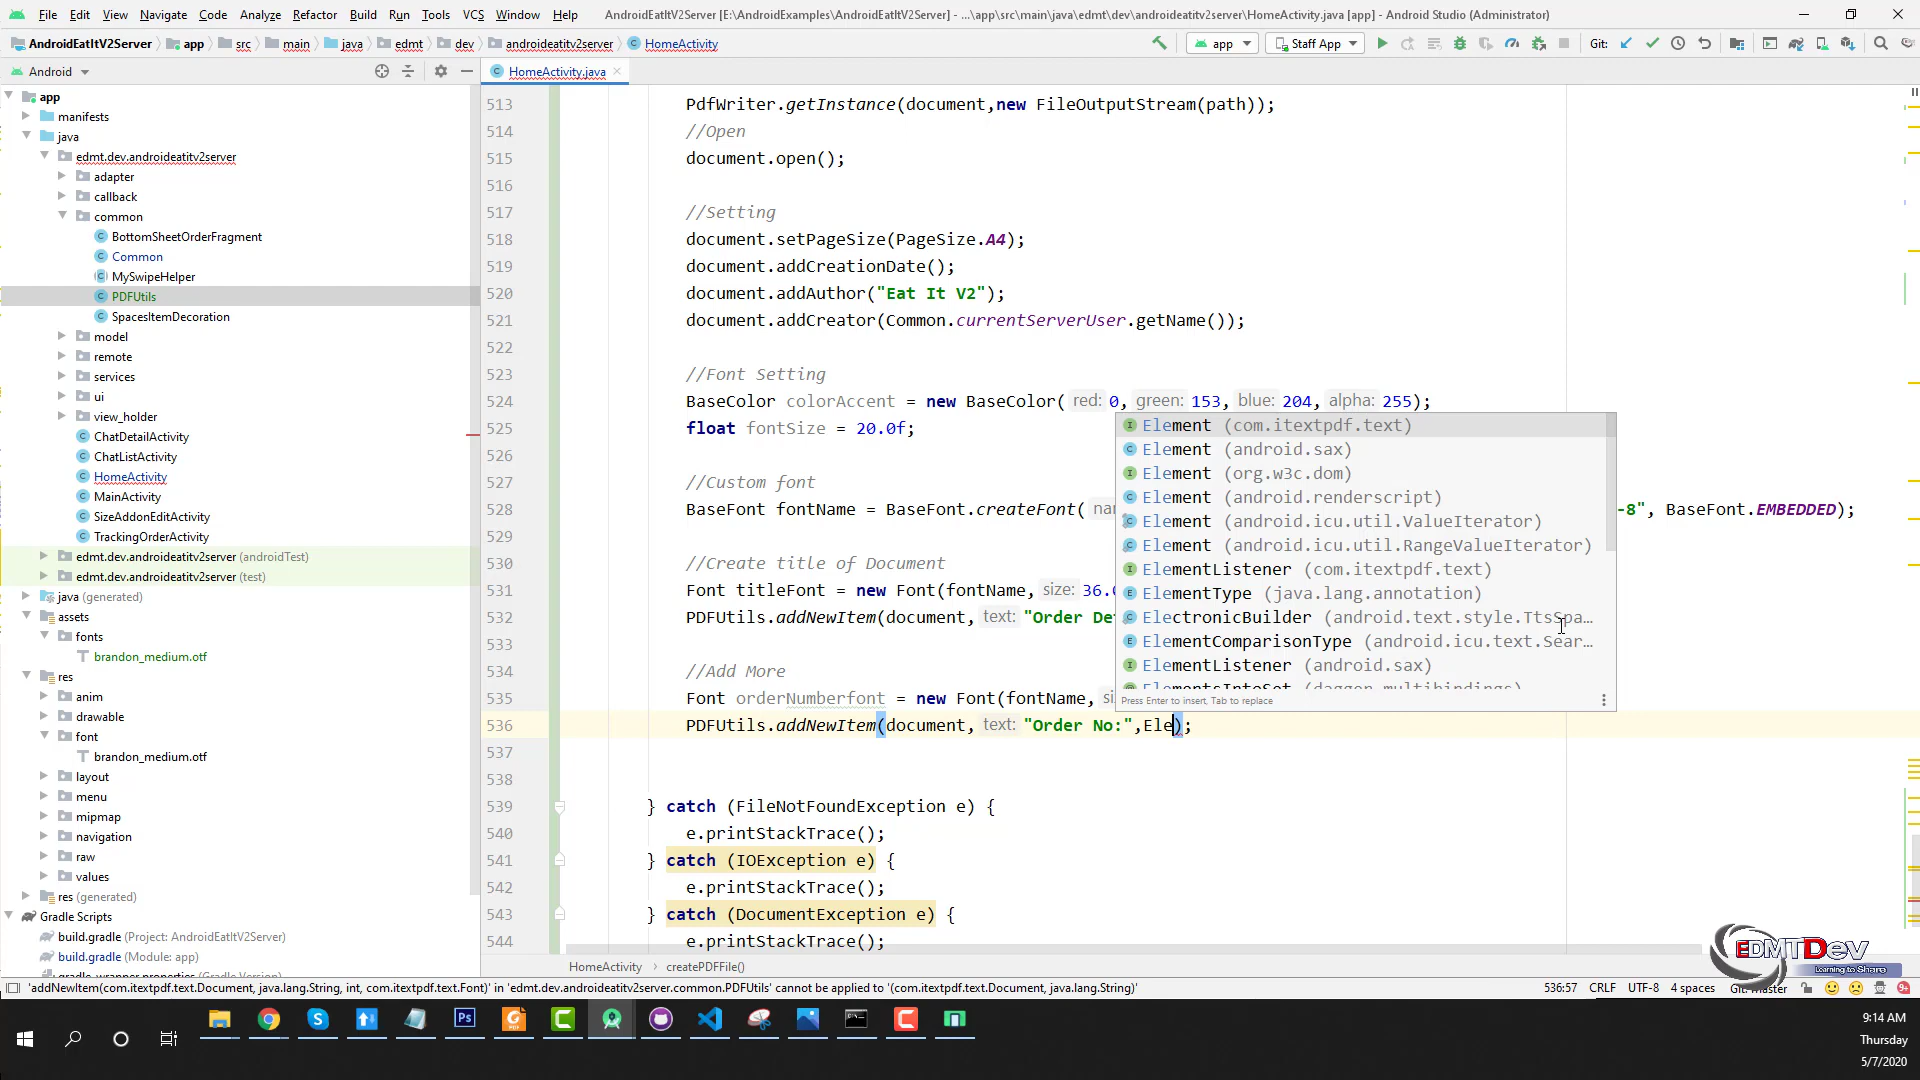 File Edit View Navigate Code Analyze Refactor Build Run Tools VCS Window Help AndroidEatItV2Server [E:\AndroidExamples\AndroidEatItV2Server] - ...\app\src\main\java\edmt\dev\androideatitv2server\HomeActivity.java [app] - Android Studio (Administrator)
AndroidEatItV2Server app src main java edmt dev androideatitv2server HomeActivity app Staff App Git:
Android HomeActivity.java
app
manifests
java
edmt.dev.androideatitv2server
adapter
callback
common
BottomSheetOrderFragment
Common
MySwipeHelper
PDFUtils
SpacesItemDecoration
model
remote
services
ui
view_holder
ChatDetailActivity
ChatListActivity
HomeActivity
MainActivity
SizeAddonEditActivity
TrackingOrderActivity
edmt.dev.androideatitv2server (androidTest)
edmt.dev.androideatitv2server (test)
java (generated)
assets
fonts
brandon_medium.otf
res
anim
drawable
font
brandon_medium.otf
layout
menu
mipmap
navigation
raw
values
res (generated)
Gradle Scripts
build.gradle (Project: AndroidEatItV2Server)
build.gradle (Module: app)
gradle-wrapper.properties (Gradle Version)
513 PdfWriter.getInstance(document,new FileOutputStream(path));
514 //Open
515 document.open();
516
517 //Setting
518 document.setPageSize(PageSize.A4);
519 document.addCreationDate();
520 document.addAuthor("Eat It V2");
521 document.addCreator(Common.currentServerUser.getName());
522
523 //Font Setting
524 BaseColor colorAccent = new BaseColor( red: 0, green: 153, blue: 204, alpha: 255);
525 float fontSize = 20.0f;
526
527 //Custom font
528 BaseFont fontName = BaseFont.createFont( -8", BaseFont.EMBEDDED);
529
530 //Create title of Document
531 Font titleFont = new Font(fontName, size: 36.
532 PDFUtils.addNewItem(document, text: "Order De
533
534 //Add More
535 Font orderNumberfont = new Font(fontName,
536 PDFUtils.addNewItem(document, text: "Order No:",Ele);
537
538
539 } catch (FileNotFoundException e) {
540 e.printStackTrace();
541 } catch (IOException e) {
542 e.printStackTrace();
543 } catch (DocumentException e) {
544 e.printStackTrace();
Element (com.itextpdf.text)
Element (android.sax)
Element (org.w3c.dom)
Element (android.renderscript)
Element (android.icu.util.ValueIterator)
Element (android.icu.util.RangeValueIterator)
ElementListener (com.itextpdf.text)
ElementType (java.lang.annotation)
ElectronicBuilder (android.text.style.TtsSpa...
ElementComparisonType (android.icu.text.Sear...
ElementListener (android.sax)
ElementsIntoSet (dagger.multibindings)
Press Enter to insert, Tab to replace
HomeActivity createPDFFile()
EDMTDev
Learning to Share
'addNewItem(com.itextpdf.text.Document, java.lang.String, int, com.itextpdf.text.Font)' in 'edmt.dev.androideatitv2server.common.PDFUtils' cannot be applied to '(com.itextpdf.text.Document, java.lang.String)' 536:57 CRLF UTF-8 4 spaces Git: master
9:14 AM
Thursday
5/7/2020